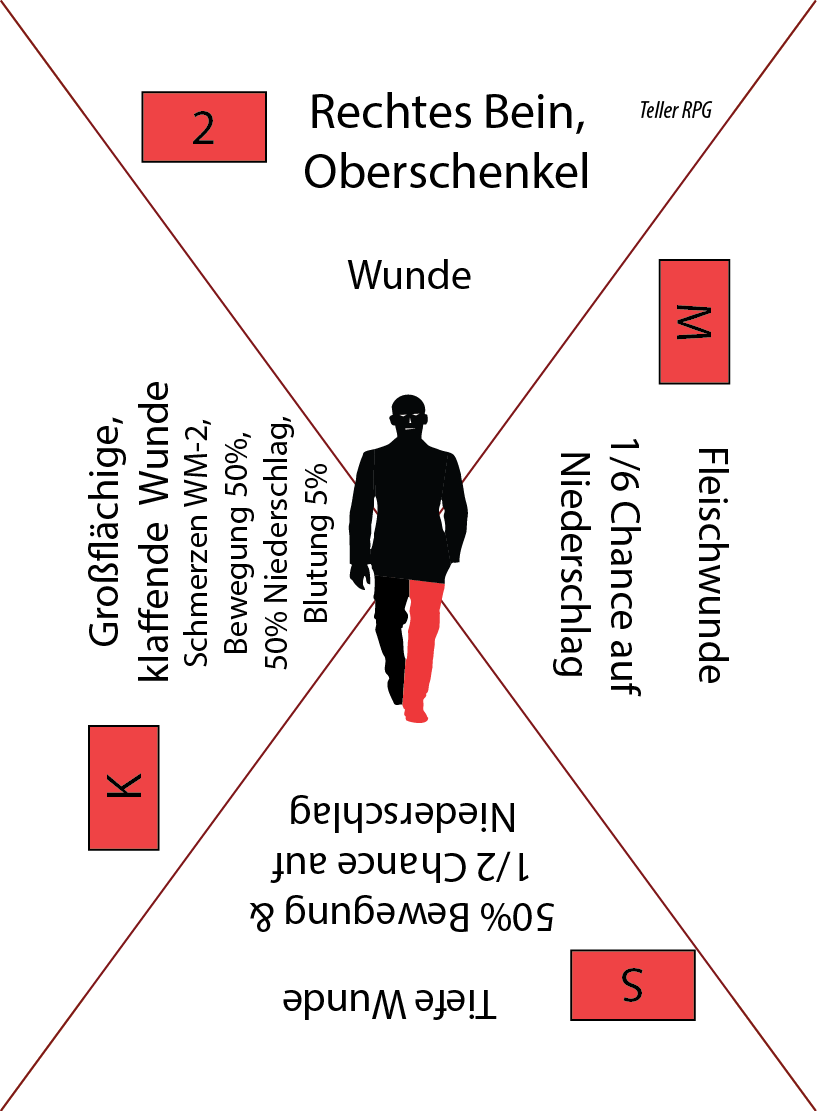 2
Rechtes Bein,
Oberschenkel
Teller RPG
Wunde
M
Fleischwunde
1/6 Chance auf
Niederschlag
S
Tiefe Wunde
50% Bewegung &
1/2 Chance auf
Niederschlag
K
Großflächige,
klaffende Wunde
Schmerzen WM-2,
Bewegung 50%,
50% Niederschlag,
Blutung 5%